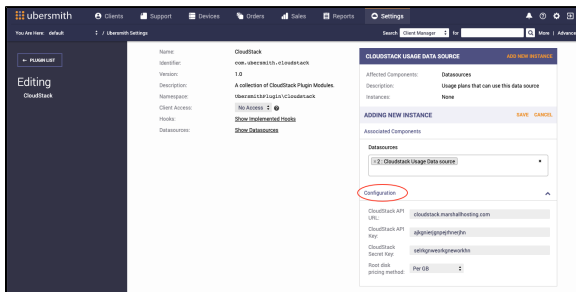 ubersmith Clients Support Devices Orders Sales Reports Settings
You Are Here: default / Ubersmith Settings Search Client Manager for More | Advance
← PLUGIN LIST
Editing
CloudStack
Name: CloudStack
Identifier: com.ubersmith.cloudstack
Version: 1.0
Description: A collection of CloudStack Plugin Modules.
Namespace: UbersmithPlugin\Cloudstack
Client Access: No Access
Hooks: Show Implemented Hooks
Datasources: Show Datasources
CLOUDSTACK USAGE DATA SOURCE ADD NEW INSTANCE
Affected Components: Datasources
Description: Usage plans that can use this data source
Instances: None
ADDING NEW INSTANCE SAVE CANCEL
Associated Components
Datasources
×2 : Cloudstack Usage Data source
Configuration
CloudStack API URL: cloudstack.marshallhosting.com
CloudStack API Key:
CloudStack Secret Key:
Root disk pricing method: Per GB